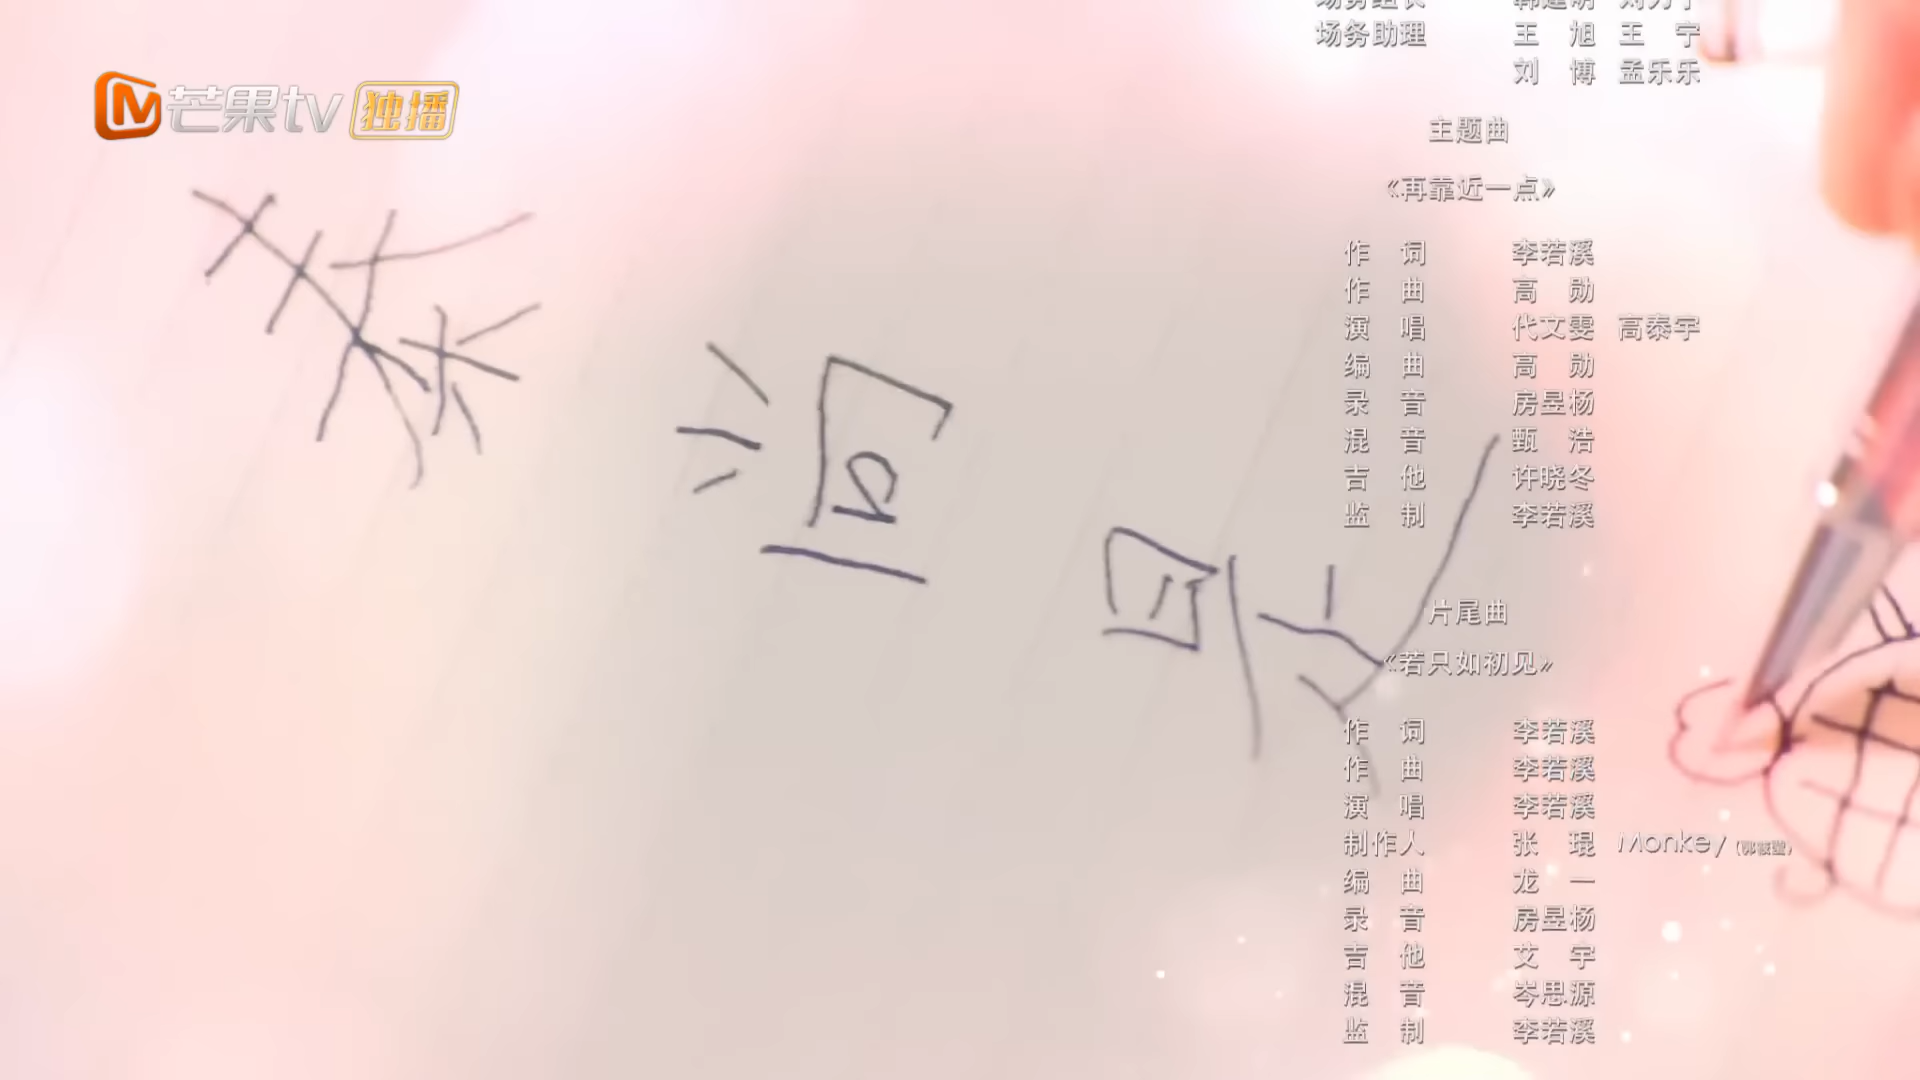 芒果tv 独播
场务助理 王旭 王宁
刘博 孟乐乐
主题曲
《再靠近一点》
作词 李若溪
作曲 高勋
演唱 代文雯 高泰宇
编曲 高勋
录音 房昱杨
混音 甄浩
吉他 许晓冬
监制 李若溪
片尾曲
《若只如初见》
作词 李若溪
作曲 李若溪
演唱 李若溪
制作人 张琨 Monkey
编曲 龙一
录音 房昱杨
吉他 艾宇
混音 岑思源
监制 李若溪